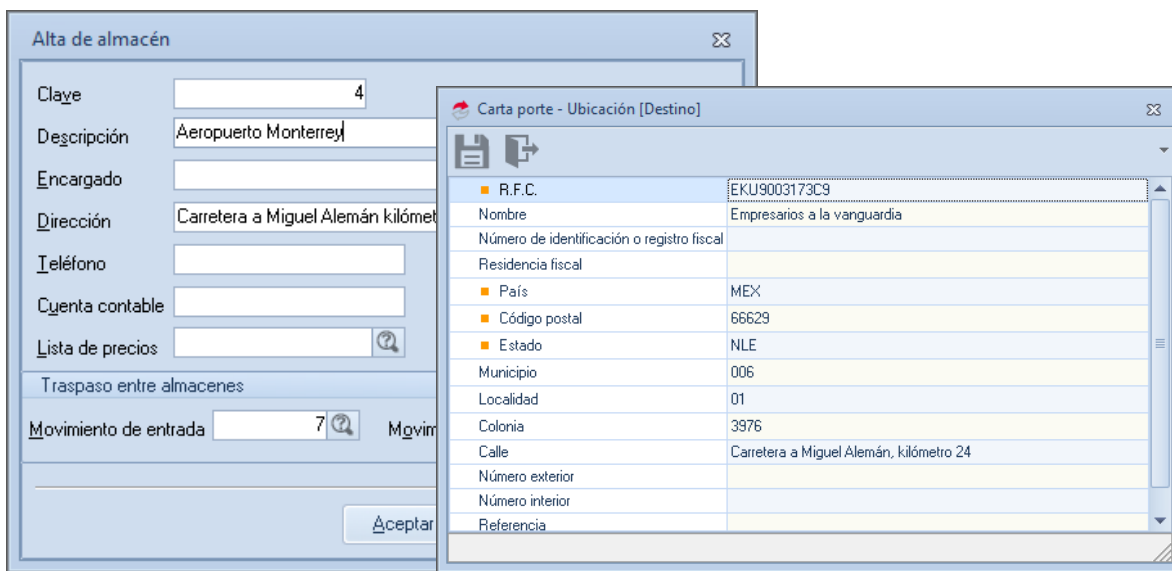 Alta de almacén
Clave 4
Descripción Aeropuerto Monterrey
Encargado
Dirección Carretera a Miguel Alemán kilómet
Teléfono
Cuenta contable
Lista de precios
Traspaso entre almacenes
Movimiento de entrada 7 Movim
Aceptar
Carta porte - Ubicación [Destino]
R.F.C. EKU9003173C9
Nombre Empresarios a la vanguardia
Número de identificación o registro fiscal
Residencia fiscal
País MEX
Código postal 66629
Estado NLE
Municipio 006
Localidad 01
Colonia 3976
Calle Carretera a Miguel Alemán, kilómetro 24
Número exterior
Número interior
Referencia